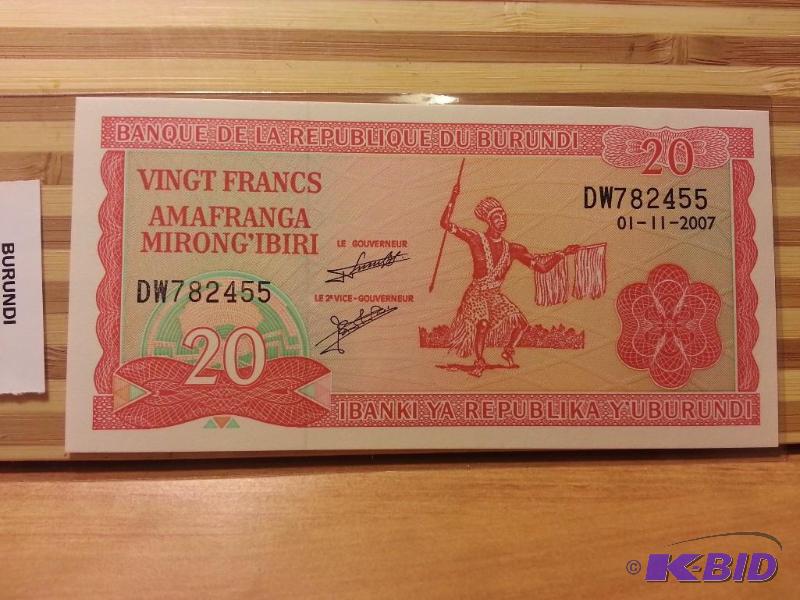 BANQUE DE LA REPUBLIQUE DU BURUNDI
20
VINGT FRANCS
AMAFRANGA
MIRONG'IBIRI
DW782455
01-11-2007
LE GOUVERNEUR
DW782455
LE 2e VICE-GOUVERNEUR
20
IBANKI YA REPUBLIKA Y'UBURUNDI
BURUNDI
© K-BID